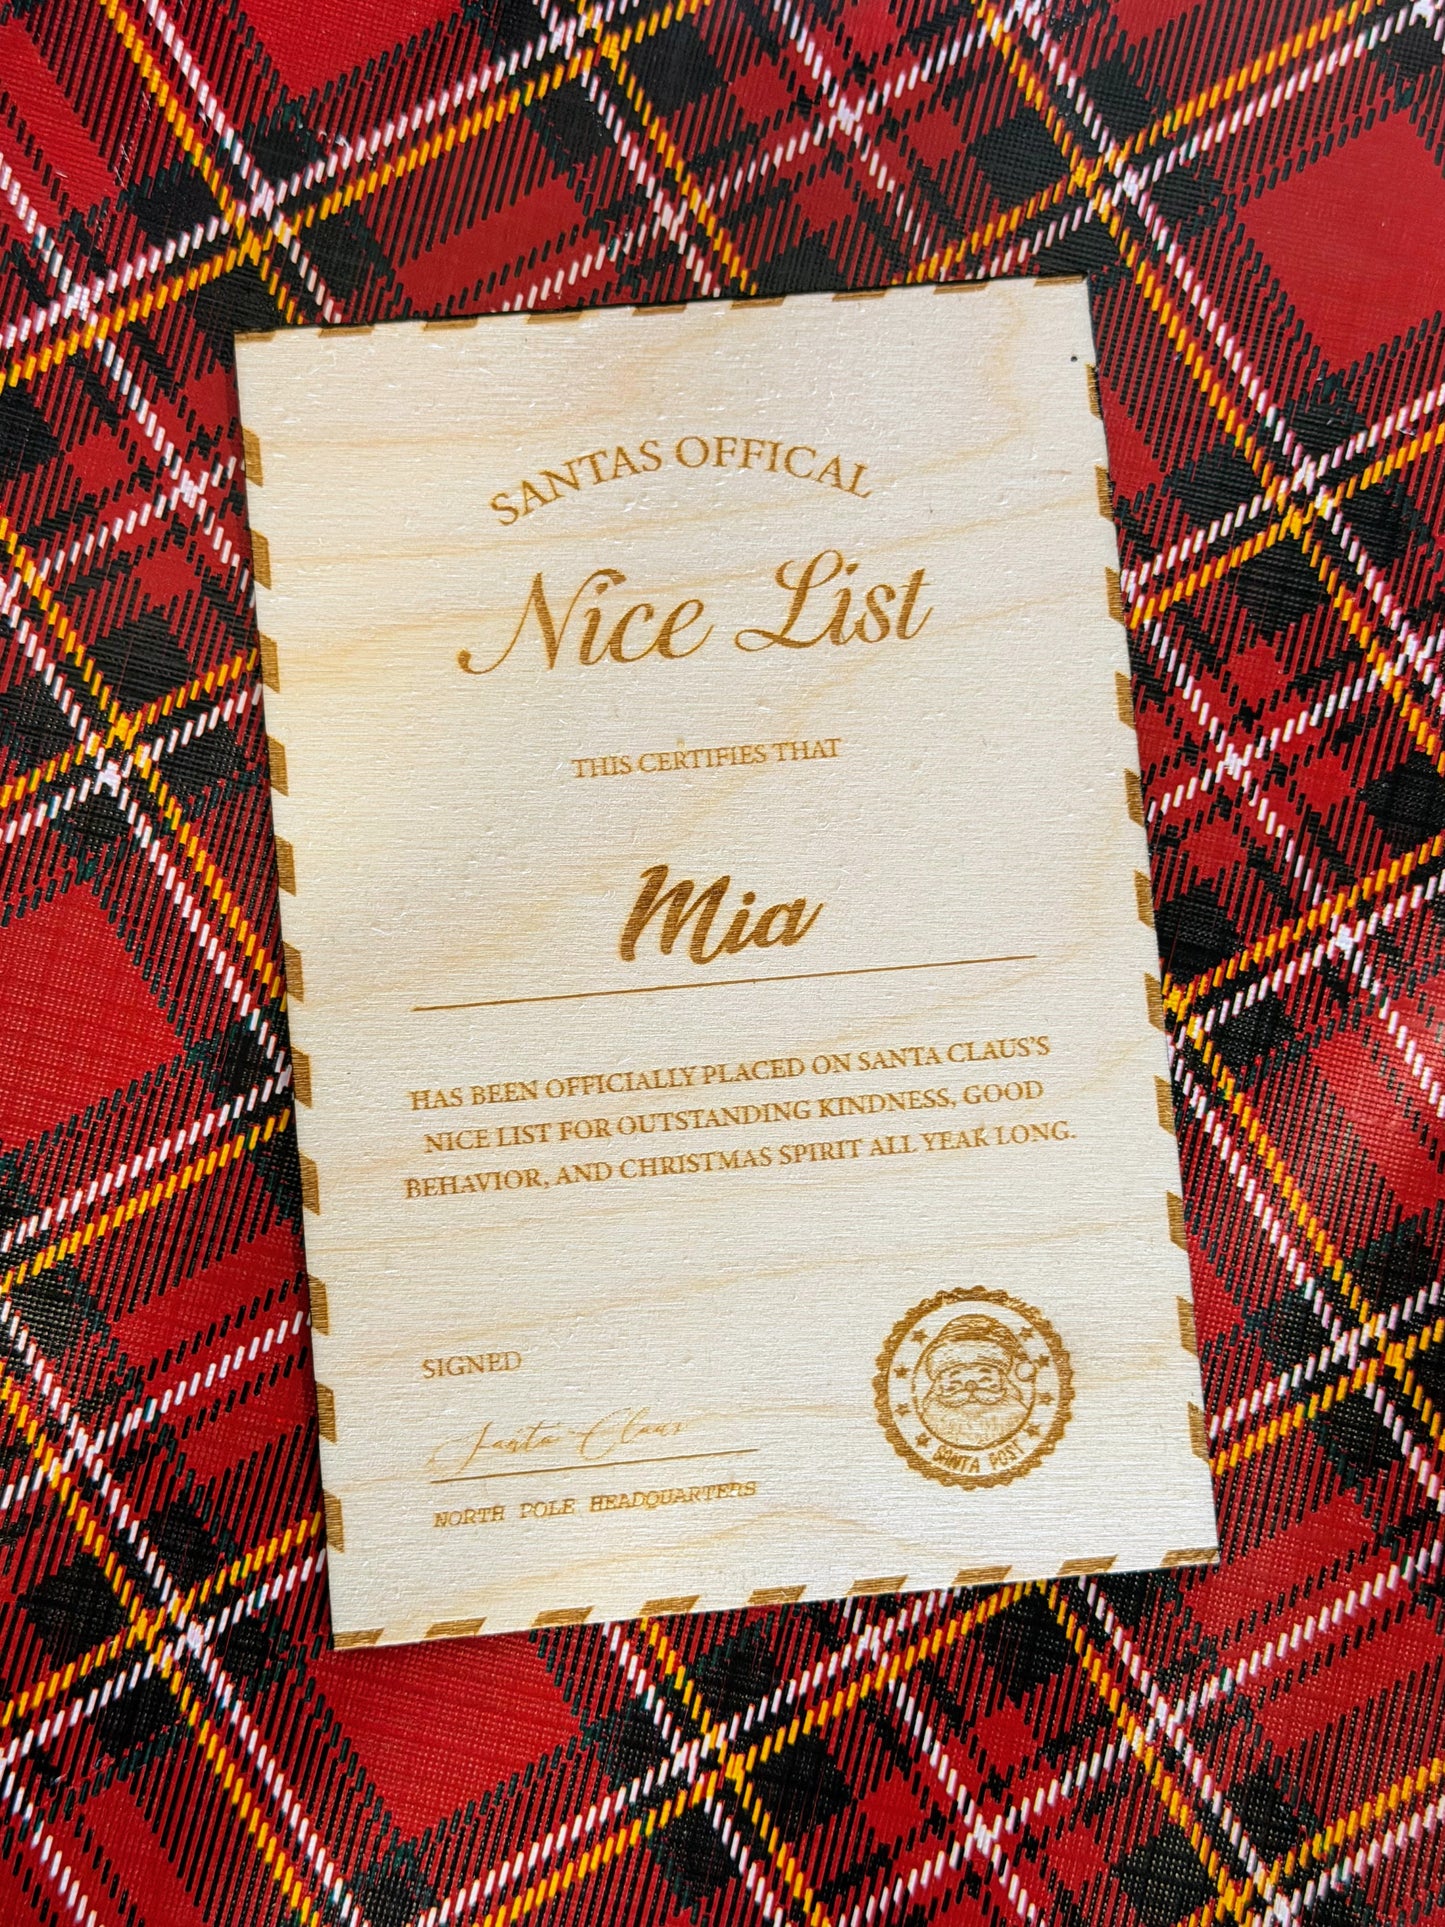 SANTAS OFFICAL
Nice List
THIS CERTIFIES THAT
Mia
HAS BEEN OFFICIALLY PLACED ON SANTA CLAUS'S
NICE LIST FOR OUTSTANDING KINDNESS, GOOD
BEHAVIOR, AND CHRISTMAS SPIRIT ALL YEAR LONG.
SIGNED
Santa Claus
NORTH POLE HEADQUARTERS
SANTA POST